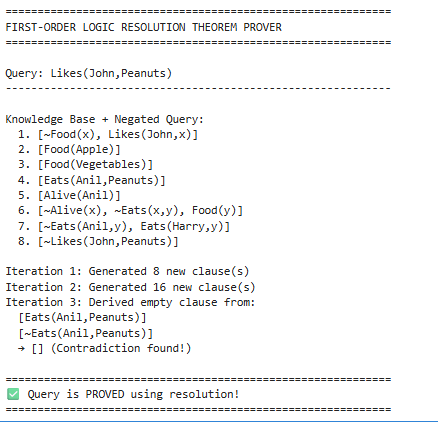 ============================================================
FIRST-ORDER LOGIC RESOLUTION THEOREM PROVER
============================================================
Query: Likes(John,Peanuts)
------------------------------------------------------------
Knowledge Base + Negated Query:
1. [~Food(x), Likes(John,x)]
2. [Food(Apple)]
3. [Food(Vegetables)]
4. [Eats(Anil,Peanuts)]
5. [Alive(Anil)]
6. [~Alive(x), ~Eats(x,y), Food(y)]
7. [~Eats(Anil,y), Eats(Harry,y)]
8. [~Likes(John,Peanuts)]
Iteration 1: Generated 8 new clause(s)
Iteration 2: Generated 16 new clause(s)
Iteration 3: Derived empty clause from:
[Eats(Anil,Peanuts)]
[~Eats(Anil,Peanuts)]
→ [] (Contradiction found!)
============================================================
✅ Query is PROVED using resolution!
============================================================